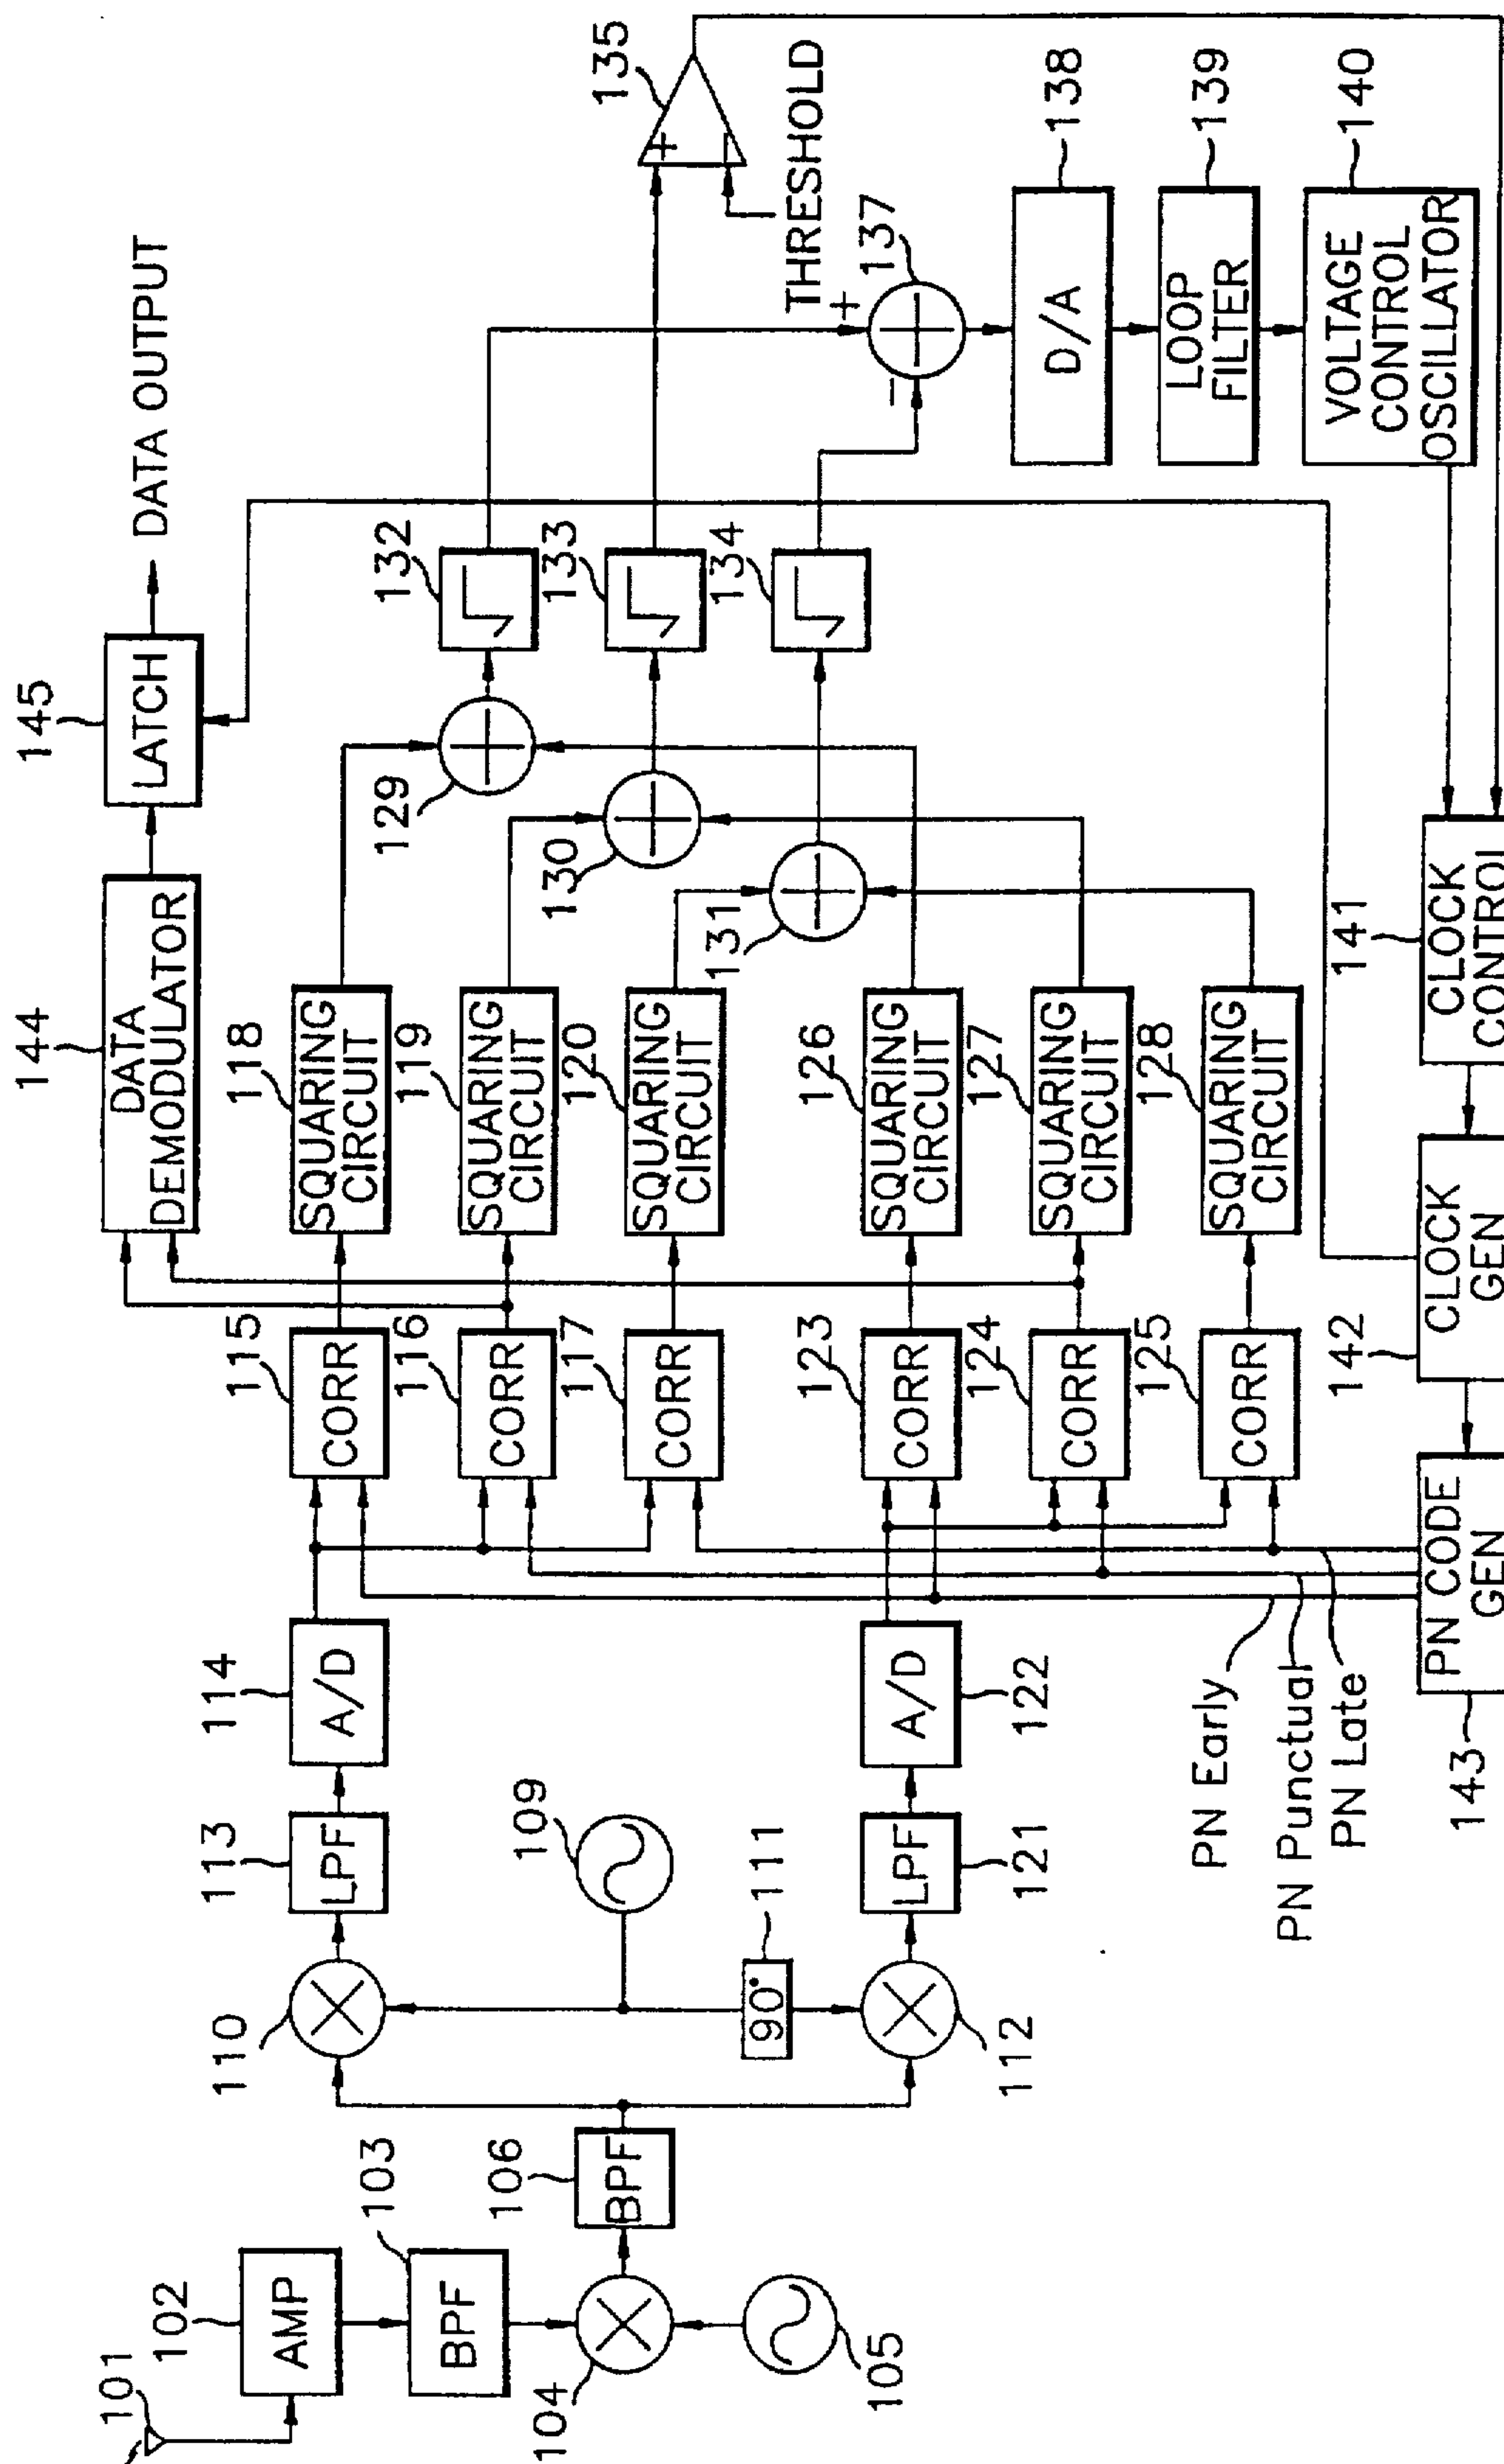 101
102
AMP
103
BPF
104
105
106
BPF
109
110
111
90°
112
113
LPF
114
A/D
121
LPF
122
A/D
115
CORR
116
CORR
117
CORR
123
CORR
124
CORR
125
CORR
118
SQUARING
CIRCUIT
119
SQUARING
CIRCUIT
120
SQUARING
CIRCUIT
126
SQUARING
CIRCUIT
127
SQUARING
CIRCUIT
128
SQUARING
CIRCUIT
144
DATA
DEMODULATOR
145
LATCH
DATA OUTPUT
129
+
130
+
131
+
132
133
134
135
+
−
THRESHOLD
137
+
+
−
138
D/A
139
LOOP
FILTER
140
VOLTAGE
CONTROL
OSCILLATOR
141
CLOCK
CONTROL
142
CLOCK
GEN
143
PN CODE
GEN
PN Early
PN Punctual
PN Late